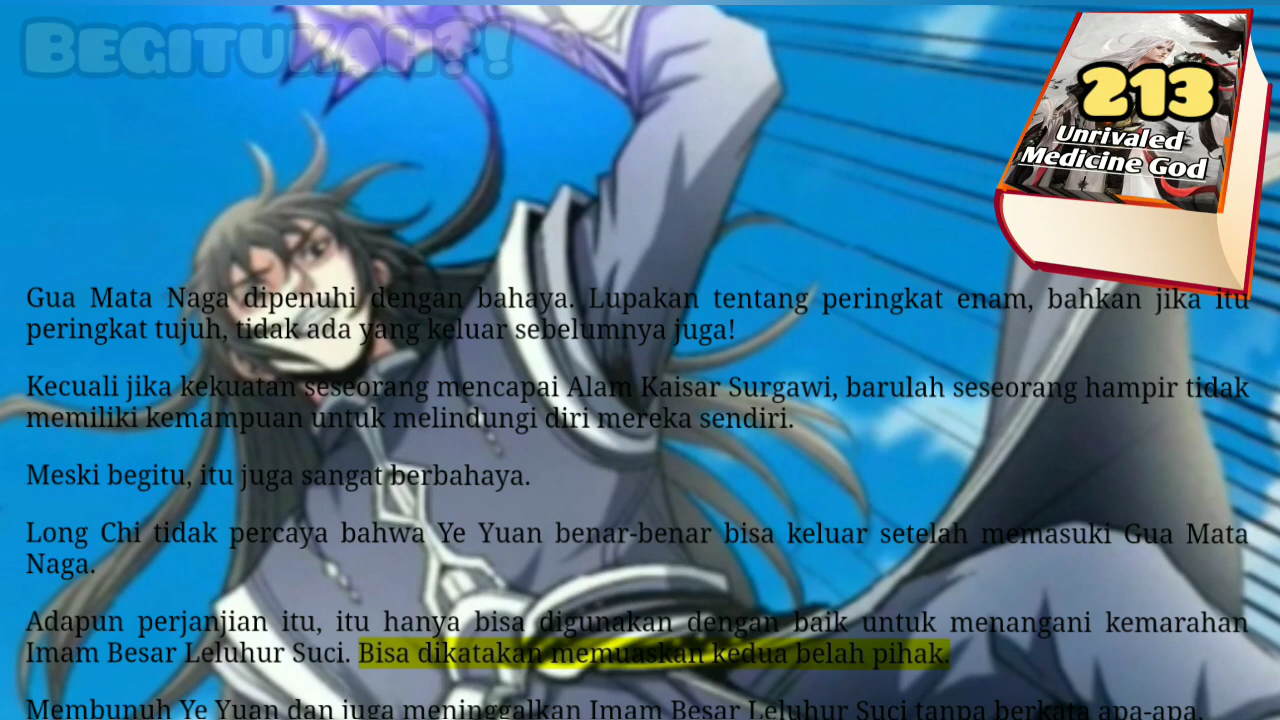 BEGITUKAH?!
213
Unrivaled
Medicine God
Gua Mata Naga dipenuhi dengan bahaya. Lupakan tentang peringkat enam, bahkan jika itu
peringkat tujuh, tidak ada yang keluar sebelumnya juga!
Kecuali jika kekuatan seseorang mencapai Alam Kaisar Surgawi, barulah seseorang hampir tidak
memiliki kemampuan untuk melindungi diri mereka sendiri.
Meski begitu, itu juga sangat berbahaya.
Long Chi tidak percaya bahwa Ye Yuan benar-benar bisa keluar setelah memasuki Gua Mata
Naga.
Adapun perjanjian itu, itu hanya bisa digunakan dengan baik untuk menangani kemarahan
Imam Besar Leluhur Suci. Bisa dikatakan memuaskan kedua belah pihak.
Membunuh Ye Yuan dan juga meninggalkan Imam Besar Leluhur Suci tanpa berkata apa-apa.